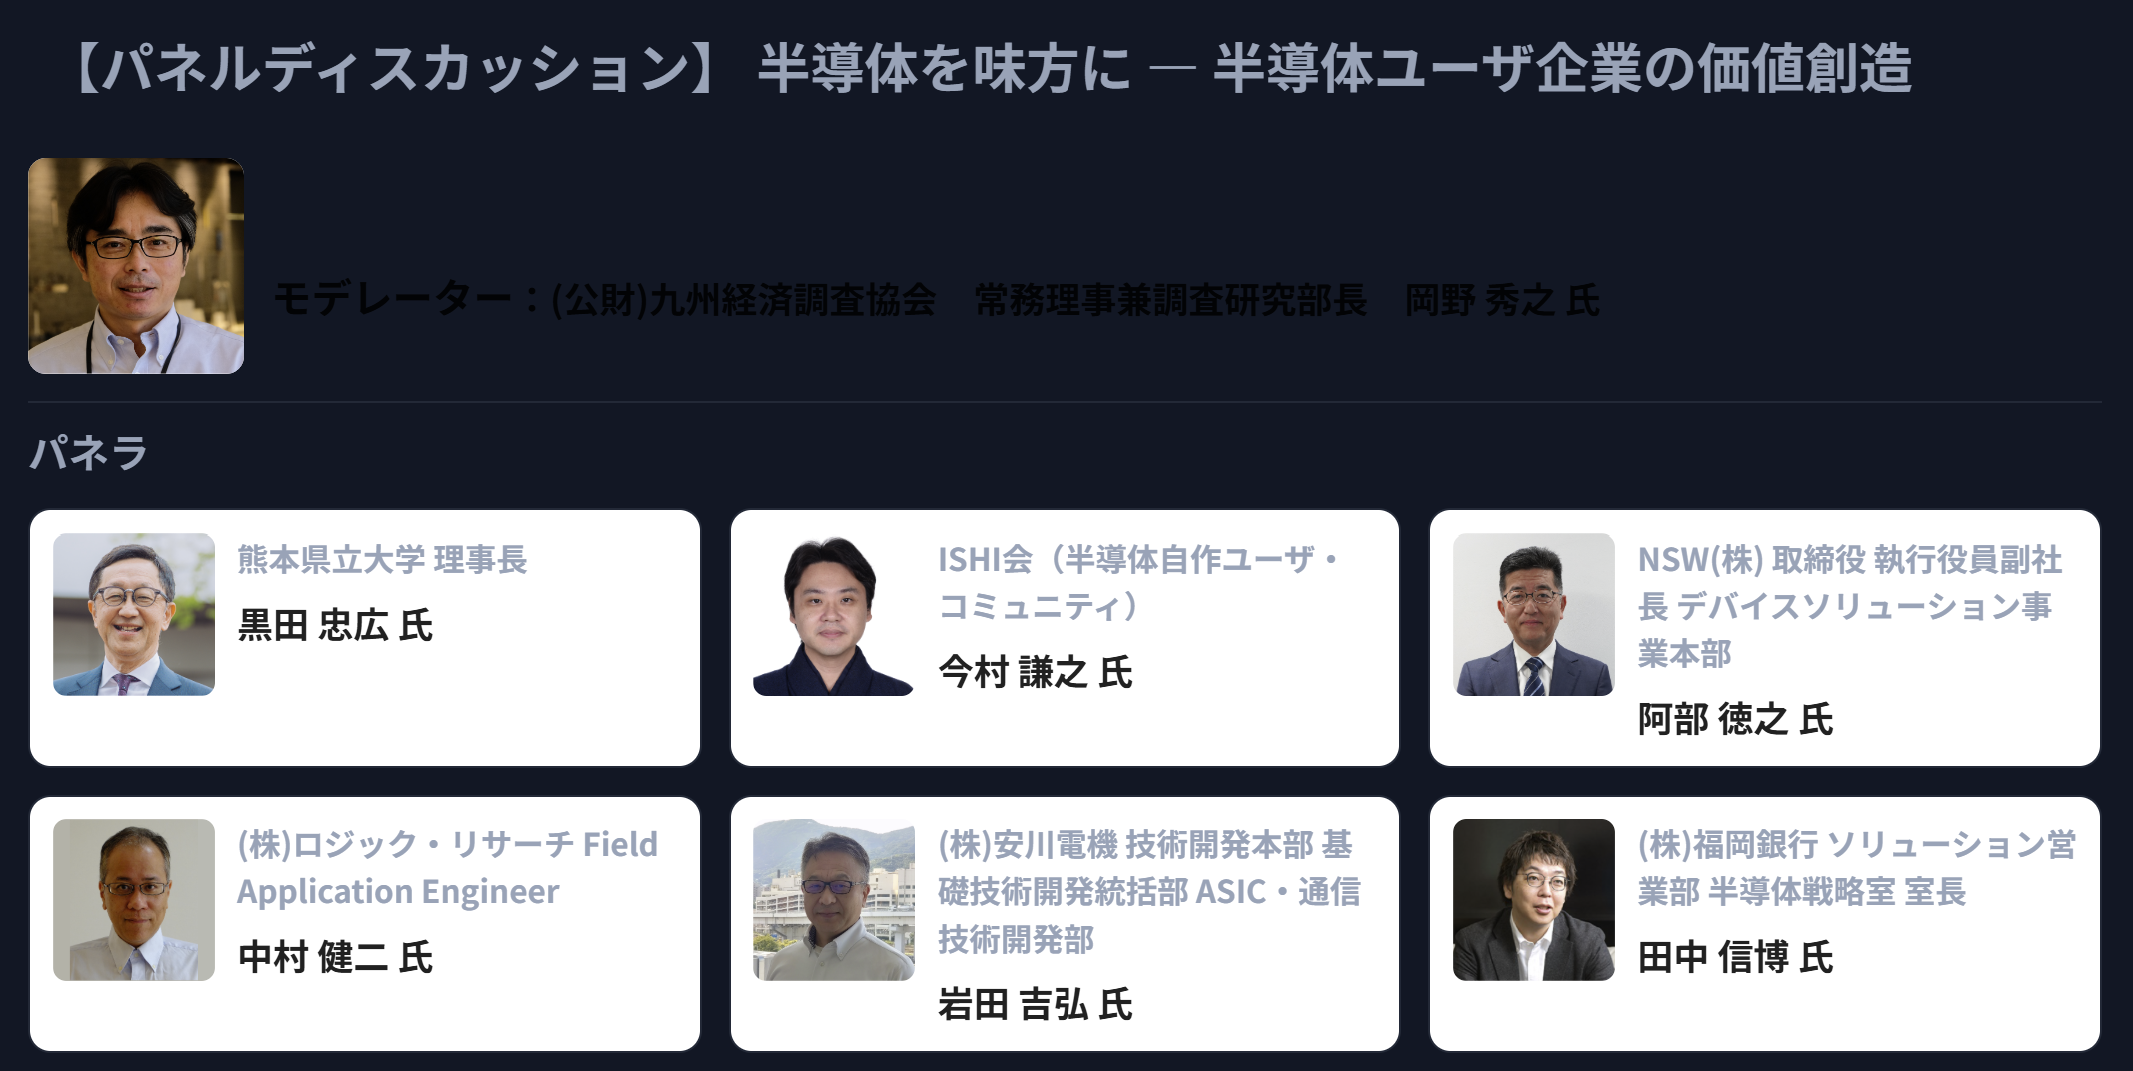 【パネルディスカッション】 半導体を味方に ― 半導体ユーザ企業の価値創造
モデレーター：(公財)九州経済調査協会　常務理事兼調査研究部長　岡野 秀之 氏
パネラ
熊本県立大学 理事長
黒田 忠広 氏
ISHI会（半導体自作ユーザ・
コミュニティ）
今村 謙之 氏
NSW(株) 取締役 執行役員副社
長 デバイスソリューション事
業本部
阿部 徳之 氏
(株)ロジック・リサーチ Field
Application Engineer
中村 健二 氏
(株)安川電機 技術開発本部 基
礎技術開発統括部 ASIC・通信
技術開発部
岩田 吉弘 氏
(株)福岡銀行 ソリューション営
業部 半導体戦略室 室長
田中 信博 氏